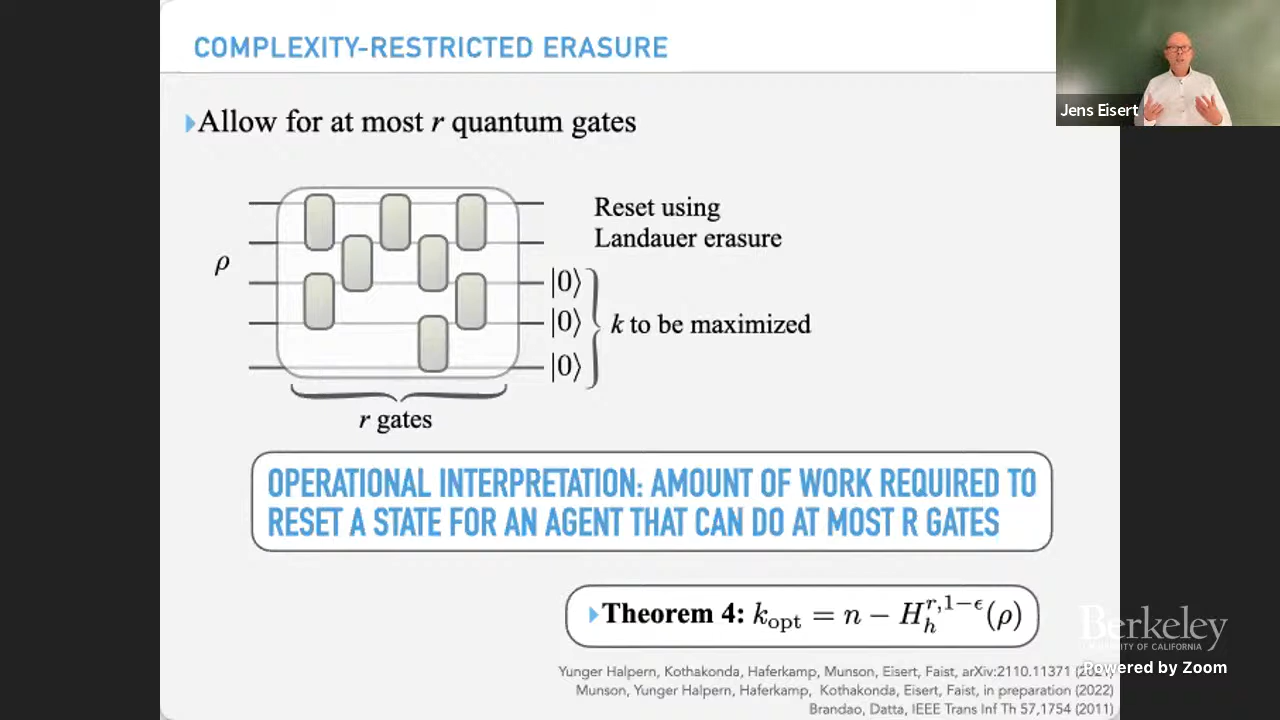 COMPLEXITY-RESTRICTED ERASURE
Jens Eisert
▸Allow for at most r quantum gates
Reset using
Landauer erasure
ρ
|0⟩
|0⟩
|0⟩
k to be maximized
r gates
OPERATIONAL INTERPRETATION: AMOUNT OF WORK REQUIRED TO
RESET A STATE FOR AN AGENT THAT CAN DO AT MOST R GATES
▸Theorem 4: k_opt = n − H_h^{r,1−ϵ}(ρ)
Berkeley
UNIVERSITY OF CALIFORNIA
Powered by Zoom
Yunger Halpern, Kothakonda, Haferkamp, Munson, Eisert, Faist, arXiv:2110.11371 (2021)
Munson, Yunger Halpern, Haferkamp, Kothakonda, Eisert, Faist, in preparation (2022)
Brandao, Datta, IEEE Trans Inf Th 57,1754 (2011)